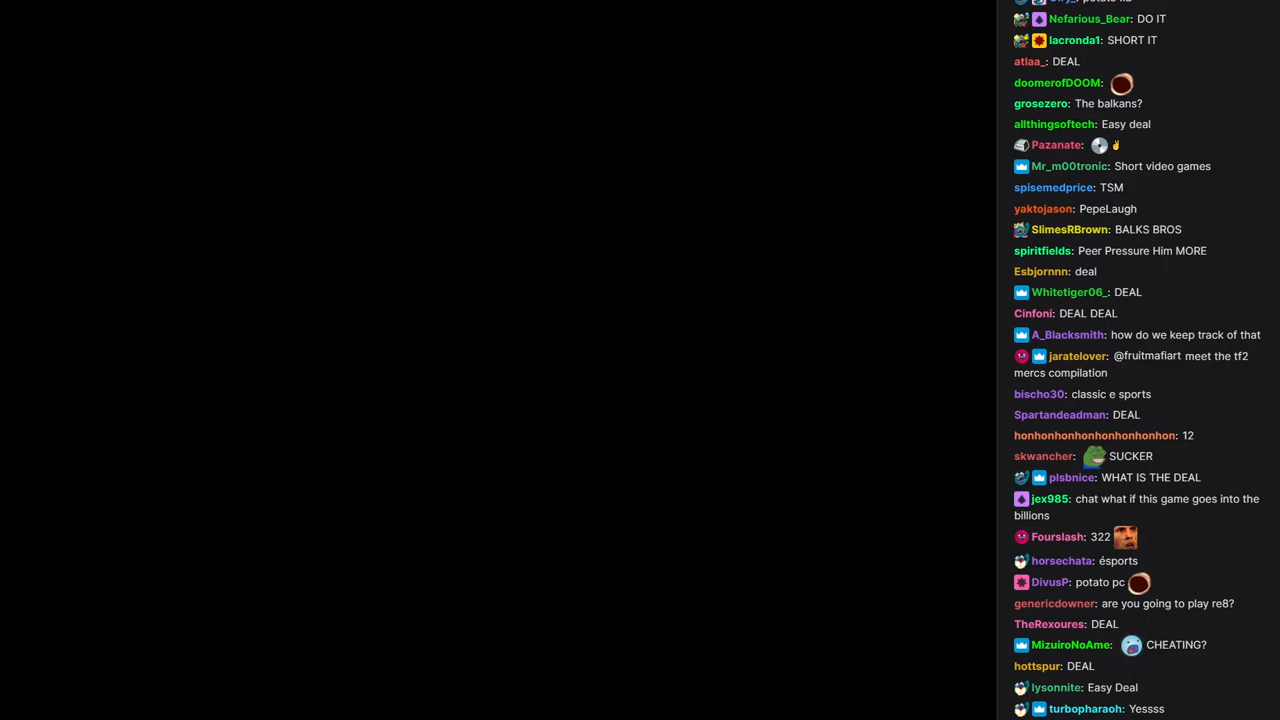 Nefarious_Bear: DO IT
lacronda1: SHORT IT
atlaa_: DEAL
doomerofDOOM:
grosezero: The balkans?
allthingsoftech: Easy deal
Pazanate:
Mr_m00tronic: Short video games
spisemedprice: TSM
yaktojason: PepeLaugh
SlimesRBrown: BALKS BROS
spiritfields: Peer Pressure Him MORE
Esbjornnn: deal
Whitetiger06_: DEAL
Cinfoni: DEAL DEAL
A_Blacksmith: how do we keep track of that
jaratelover: @fruitmafiart meet the tf2
mercs compilation
bischo30: classic e sports
Spartandeadman: DEAL
honhonhonhonhonhonhonhon: 12
skwancher: SUCKER
plsbnice: WHAT IS THE DEAL
jex985: chat what if this game goes into the
billions
Fourslash: 322
horsechata: ésports
DivusP: potato pc
genericdowner: are you going to play re8?
TheRexoures: DEAL
MizuiroNoAme: CHEATING?
hottspur: DEAL
lysonnite: Easy Deal
turbopharaoh: Yessss